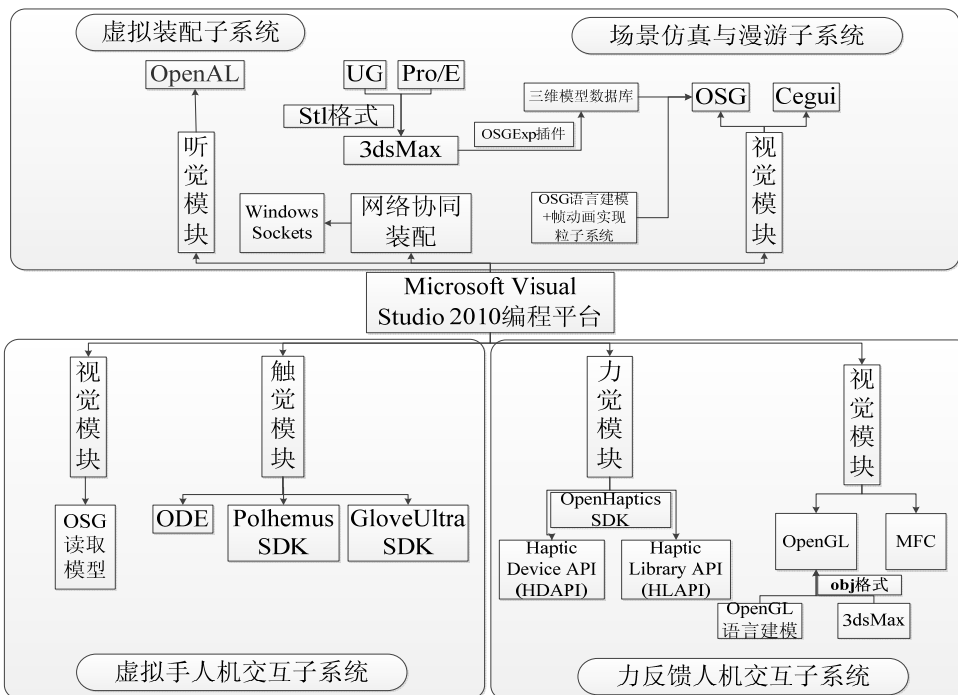 虚拟装配子系统
场景仿真与漫游子系统
OpenAL
UG
Pro/E
三维模型数据库
OSG
Cegui
Stl格式
OSGExp插件
3dsMax
听
觉
模
块
视
觉
模
块
Windows
Sockets
网络协同
装配
OSG语言建模
+帧动画实现
粒子系统
Microsoft Visual
Studio 2010编程平台
视
觉
模
块
触
觉
模
块
力
觉
模
块
视
觉
模
块
OSG
读取
模型
ODE
Polhemus
SDK
GloveUltra
SDK
OpenHaptics
SDK
Haptic
Device API
(HDAPI)
Haptic
Library API
(HLAPI)
OpenGL
MFC
obj格式
OpenGL
语言建模
3dsMax
虚拟手人机交互子系统
力反馈人机交互子系统